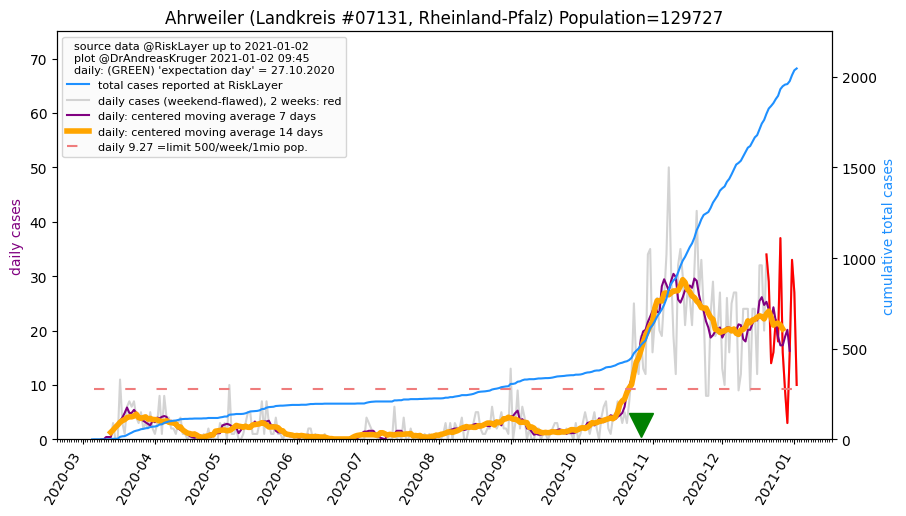 Ahrweiler (Landkreis #07131, Rheinland-Pfalz) Population=129727
source data @RiskLayer up to 2021-01-02
plot @DrAndreasKruger 2021-01-02 09:45
daily: (GREEN) 'expectation day' = 27.10.2020
total cases reported at RiskLayer
daily cases (weekend-flawed), 2 weeks: red
daily: centered moving average 7 days
daily: centered moving average 14 days
daily 9.27 =limit 500/week/1mio pop.
daily cases
70
60
50
40
30
20
10
0
cumulative total cases
2000
1500
1000
500
0
2020-03
2020-04
2020-05
2020-06
2020-07
2020-08
2020-09
2020-10
2020-11
2020-12
2021-01